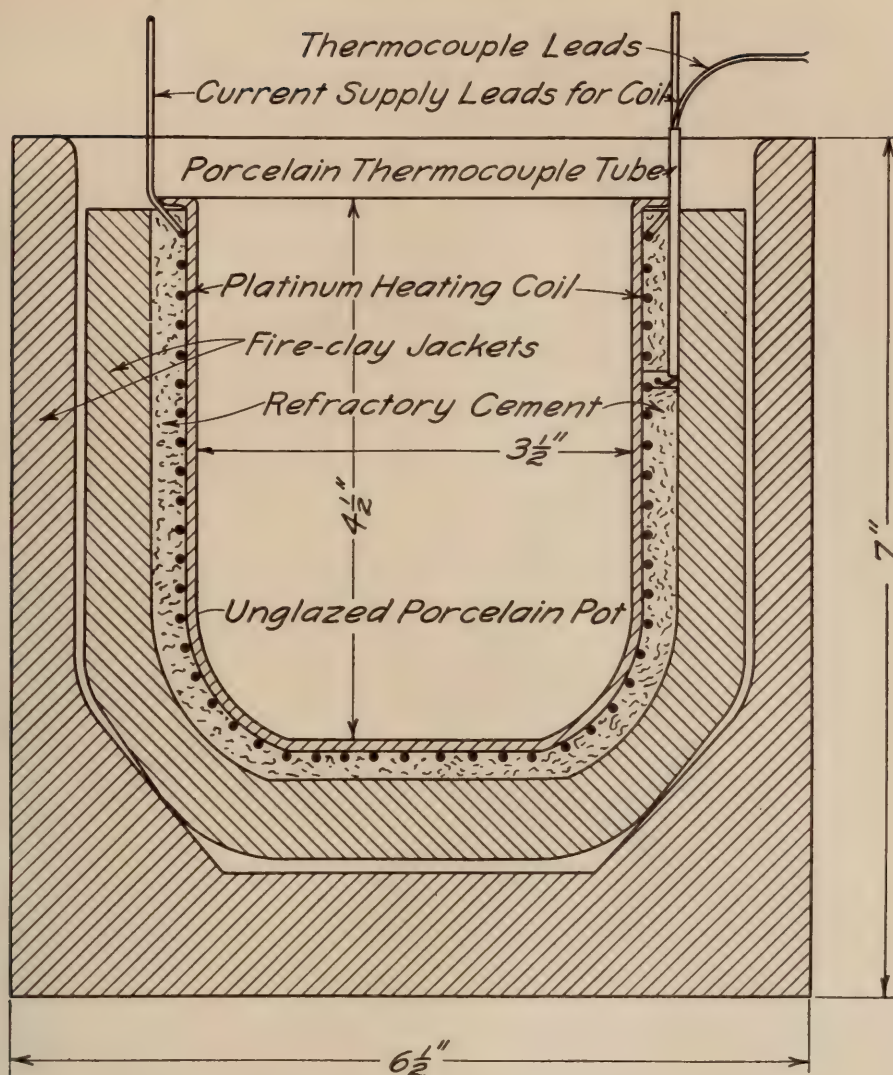 Thermocouple Leads
Current Supply Leads for Coil
Porcelain Thermocouple Tube
Platinum Heating Coil
Fire-clay Jackets
Refractory Cement
3½"
4½"
Unglazed Porcelain Pot
7"
6½"